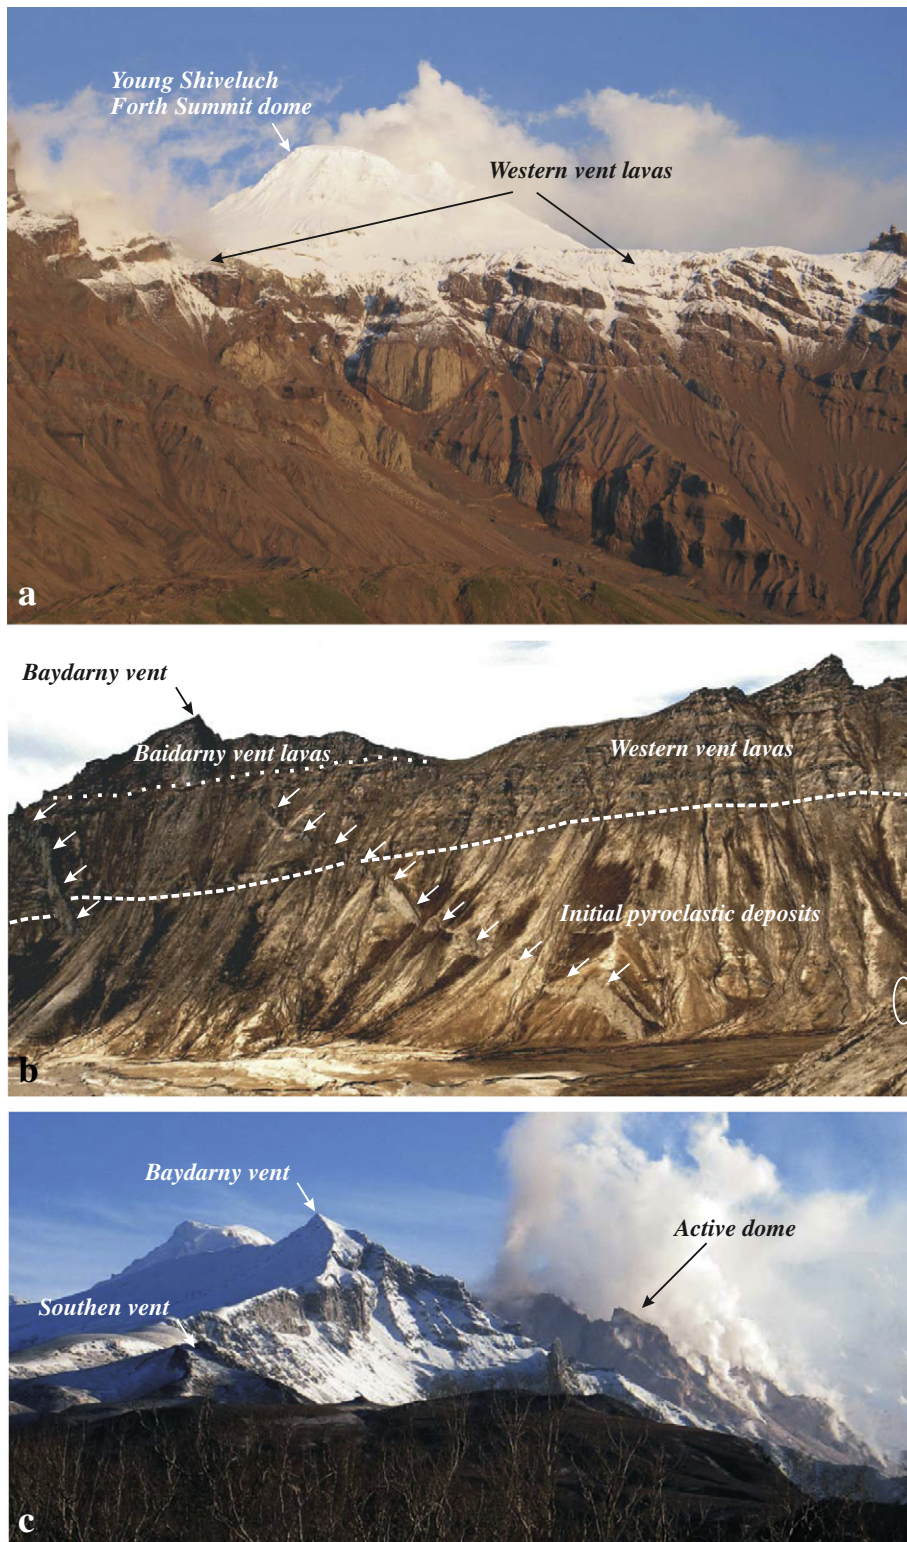 Young Shiveluch
Forth Summit dome
Western vent lavas
a
Baydarny vent
Baidarny vent lavas
Western vent lavas
Initial pyroclastic deposits
b
Baydarny vent
Active dome
Southen vent
c